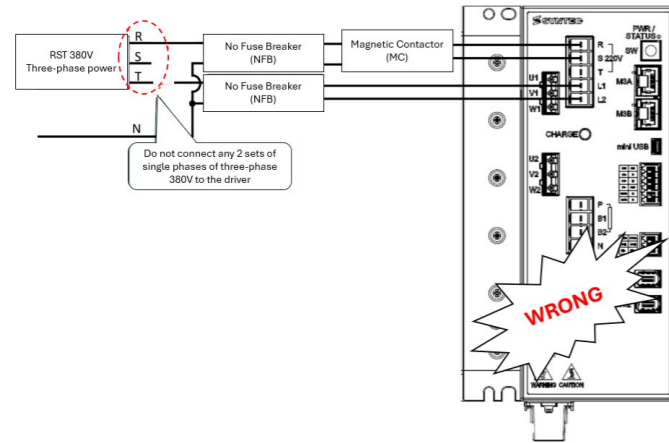 RST 380V
Three-phase power
R
S
T
N
No Fuse Breaker
(NFB)
No Fuse Breaker
(NFB)
Magnetic Contactor
(MC)
Do not connect any 2 sets of
single phases of three-phase
380V to the driver
SYNTEC
PWR /
STATUS
SW
R
S 220V
T
L1
L2
U1
V1
W1
M3A
M3B
CHARGE
mini USB
U2
V2
W2
P
B1
B2
N
WRONG
WARNING CAUTION